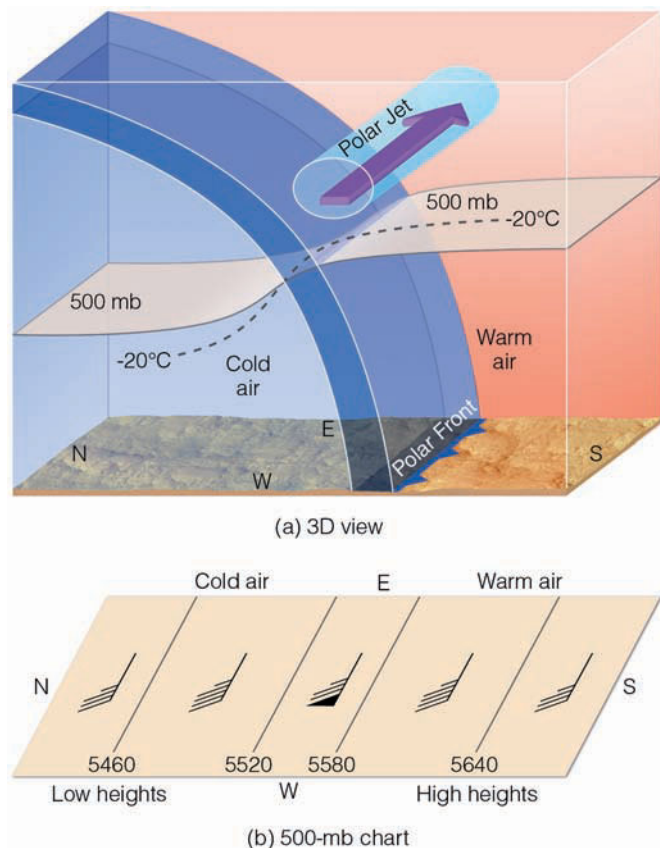 Polar Jet
500 mb
-20°C
500 mb
-20°C
Cold
air
Warm
air
Polar Front
N
E
W
S
(a) 3D view
Cold air
E
Warm air
N
S
5460
5520
5580
5640
Low heights
W
High heights
(b) 500-mb chart